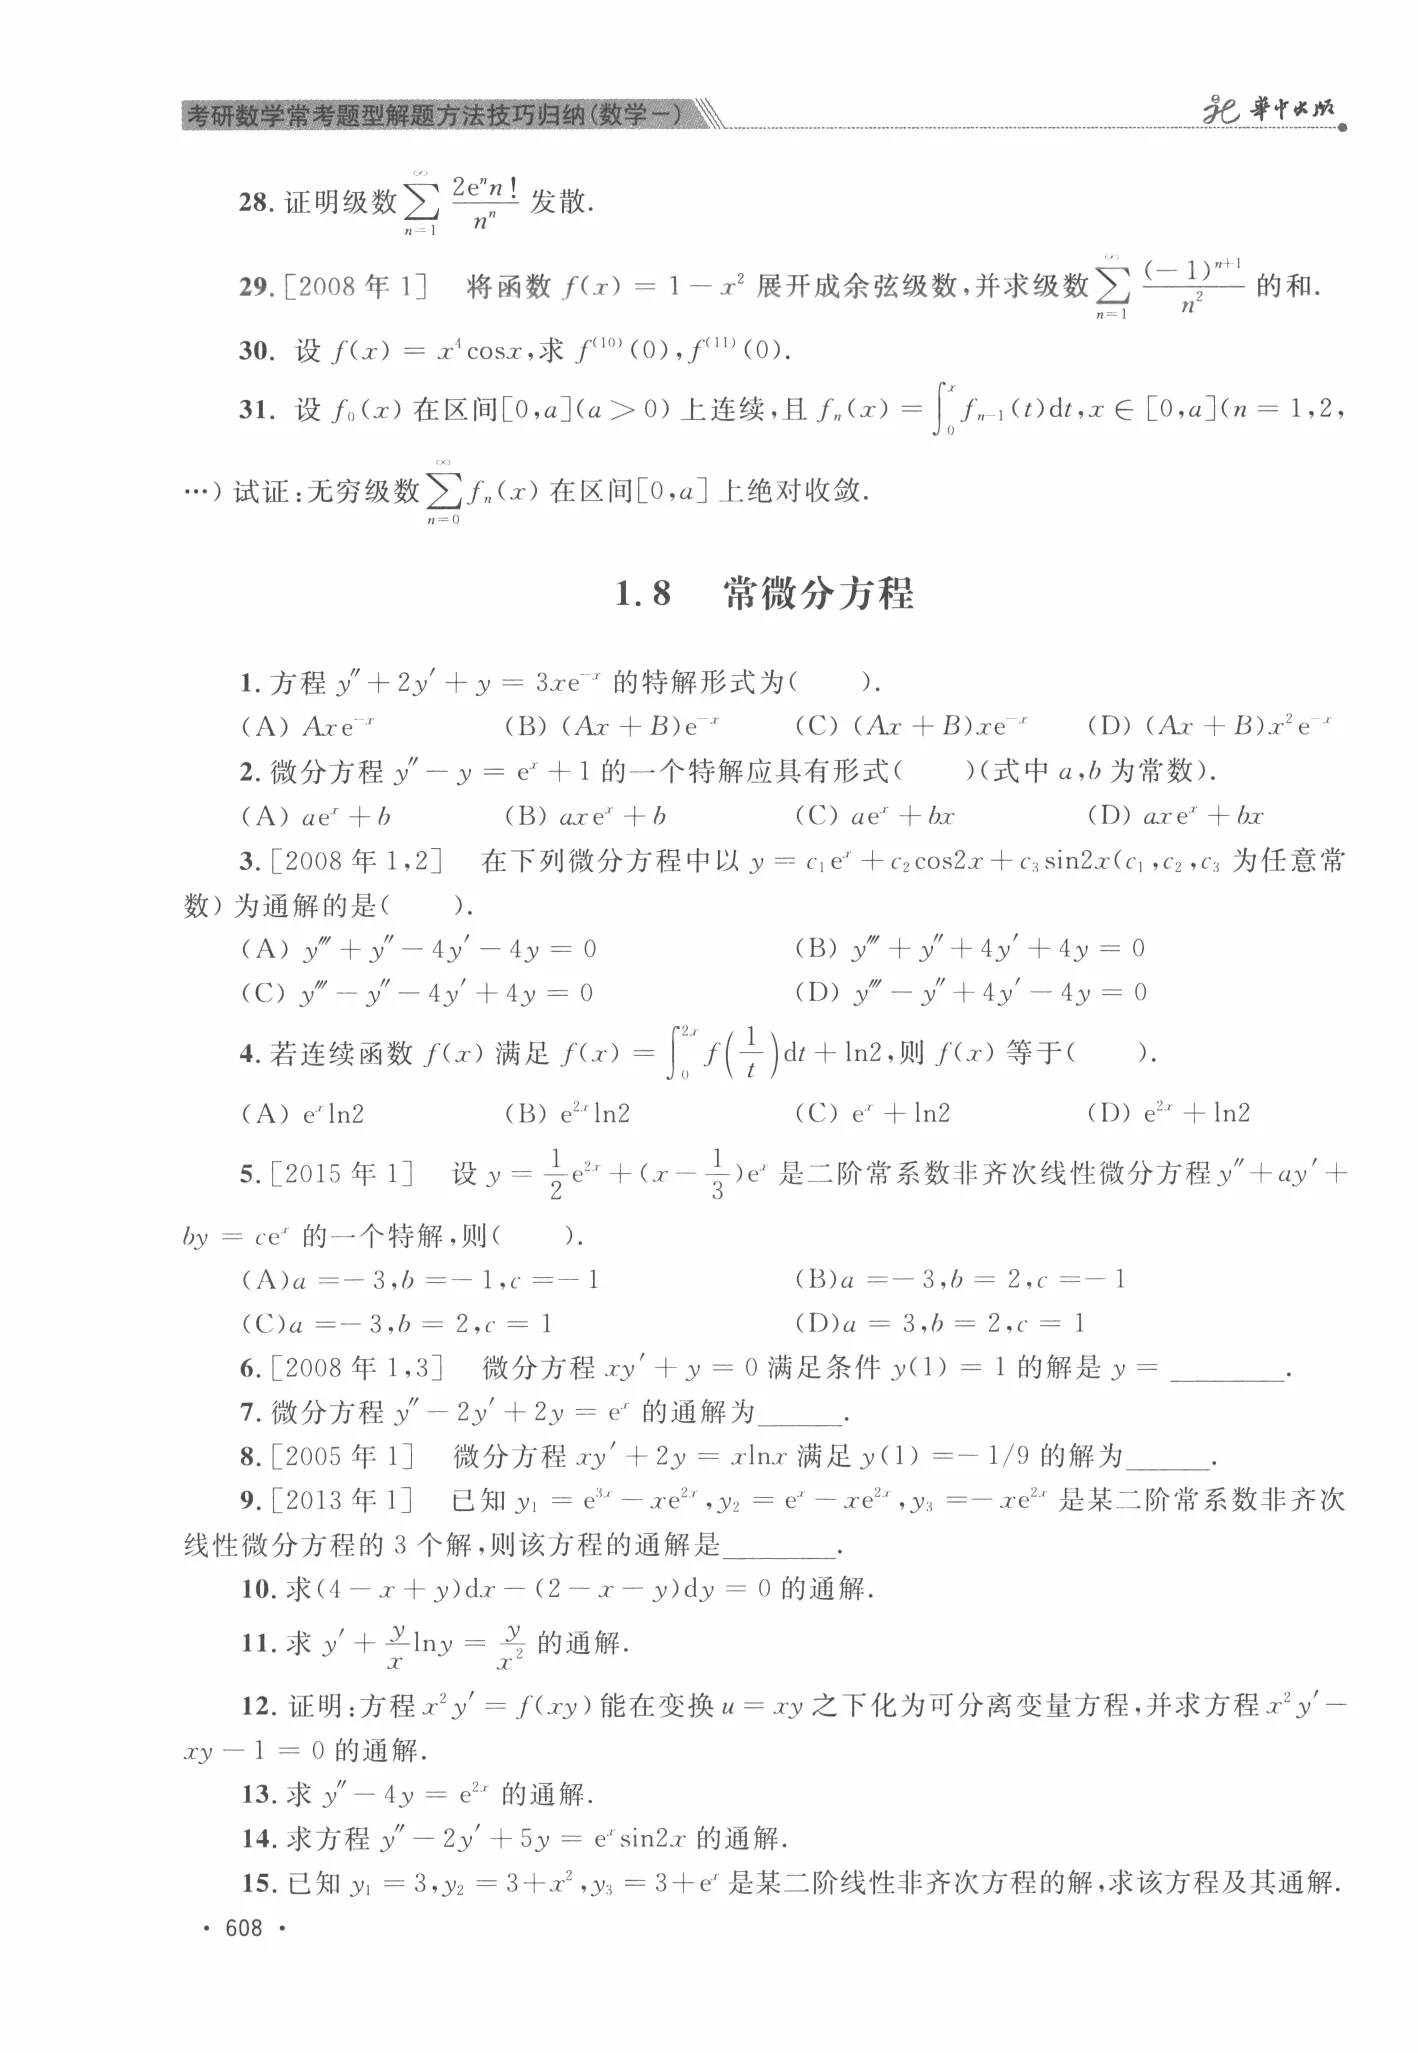 考研数学常考题型解题方法技巧归纳(数学一) 华中出版
28. 证明级数 $\sum_{n=1}^{\infty} \frac{2e^n n!}{n^n}$ 发散.
29. [2008 年 1] 将函数 $f(x) = 1 - x^2$ 展开成余弦级数,并求级数 $\sum_{n=1}^{\infty} \frac{(-1)^{n+1}}{n^2}$ 的和.
30. 设 $f(x) = x^4 \cos x$,求 $f^{(10)}(0), f^{(11)}(0)$.
31. 设 $f_0(x)$ 在区间$[0,a](a > 0)$ 上连续,且 $f_n(x) = \int_0^x f_{n-1}(t)dt, x \in [0,a](n = 1,2,$
…) 试证:无穷级数 $\sum_{n=0}^{\infty} f_n(x)$ 在区间$[0,a]$ 上绝对收敛.
1.8 常微分方程
1. 方程 $y'' + 2y' + y = 3xe^{-x}$ 的特解形式为( ).
(A) $Axe^{-x}$ (B) $(Ax + B)e^{-x}$ (C) $(Ax + B)xe^{-x}$ (D) $(Ax + B)x^2e^{-x}$
2. 微分方程 $y'' - y = e^x + 1$ 的一个特解应具有形式( )(式中 $a,b$ 为常数).
(A) $ae^x + b$ (B) $axe^x + b$ (C) $ae^x + bx$ (D) $axe^x + bx$
3. [2008 年 1,2] 在下列微分方程中以 $y = c_1e^x + c_2\cos2x + c_3\sin2x(c_1,c_2,c_3$ 为任意常
数) 为通解的是( ).
(A) $y''' + y'' - 4y' - 4y = 0$ (B) $y''' + y'' + 4y' + 4y = 0$
(C) $y''' - y'' - 4y' + 4y = 0$ (D) $y''' - y'' + 4y' - 4y = 0$
4. 若连续函数 $f(x)$ 满足 $f(x) = \int_0^{2x} f\left(\frac{1}{t}\right)dt + \ln2$,则 $f(x)$ 等于( ).
(A) $e^x\ln2$ (B) $e^{2x}\ln2$ (C) $e^x + \ln2$ (D) $e^{2x} + \ln2$
5. [2015 年 1] 设 $y = \frac{1}{2}e^{2x} + (x - \frac{1}{3})e^x$ 是二阶常系数非齐次线性微分方程 $y'' + ay' +$
$by = ce^x$ 的一个特解,则( ).
(A)$a = -3,b = -1,c = -1$ (B)$a = -3,b = 2,c = -1$
(C)$a = -3,b = 2,c = 1$ (D)$a = 3,b = 2,c = 1$
6. [2008 年 1,3] 微分方程 $xy' + y = 0$ 满足条件 $y(1) = 1$ 的解是 $y =$ ________.
7. 微分方程 $y'' - 2y' + 2y = e^x$ 的通解为______.
8. [2005 年 1] 微分方程 $xy' + 2y = x\ln x$ 满足 $y(1) = -1/9$ 的解为______.
9. [2013 年 1] 已知 $y_1 = e^{3x} - xe^{2x}, y_2 = e^x - xe^{2x}, y_3 = -xe^{2x}$ 是某二阶常系数非齐次
线性微分方程的 3 个解,则该方程的通解是________.
10. 求$(4 - x + y)dx - (2 - x - y)dy = 0$ 的通解.
11. 求 $y' + \frac{y}{x}\ln y = \frac{y}{x^2}$ 的通解.
12. 证明:方程 $x^2y' = f(xy)$ 能在变换 $u = xy$ 之下化为可分离变量方程,并求方程 $x^2y' -$
$xy - 1 = 0$ 的通解.
13. 求 $y'' - 4y = e^{2x}$ 的通解.
14. 求方程 $y'' - 2y' + 5y = e^x\sin2x$ 的通解.
15. 已知 $y_1 = 3, y_2 = 3 + x^2, y_3 = 3 + e^x$ 是某二阶线性非齐次方程的解,求该方程及其通解.
· 608 ·